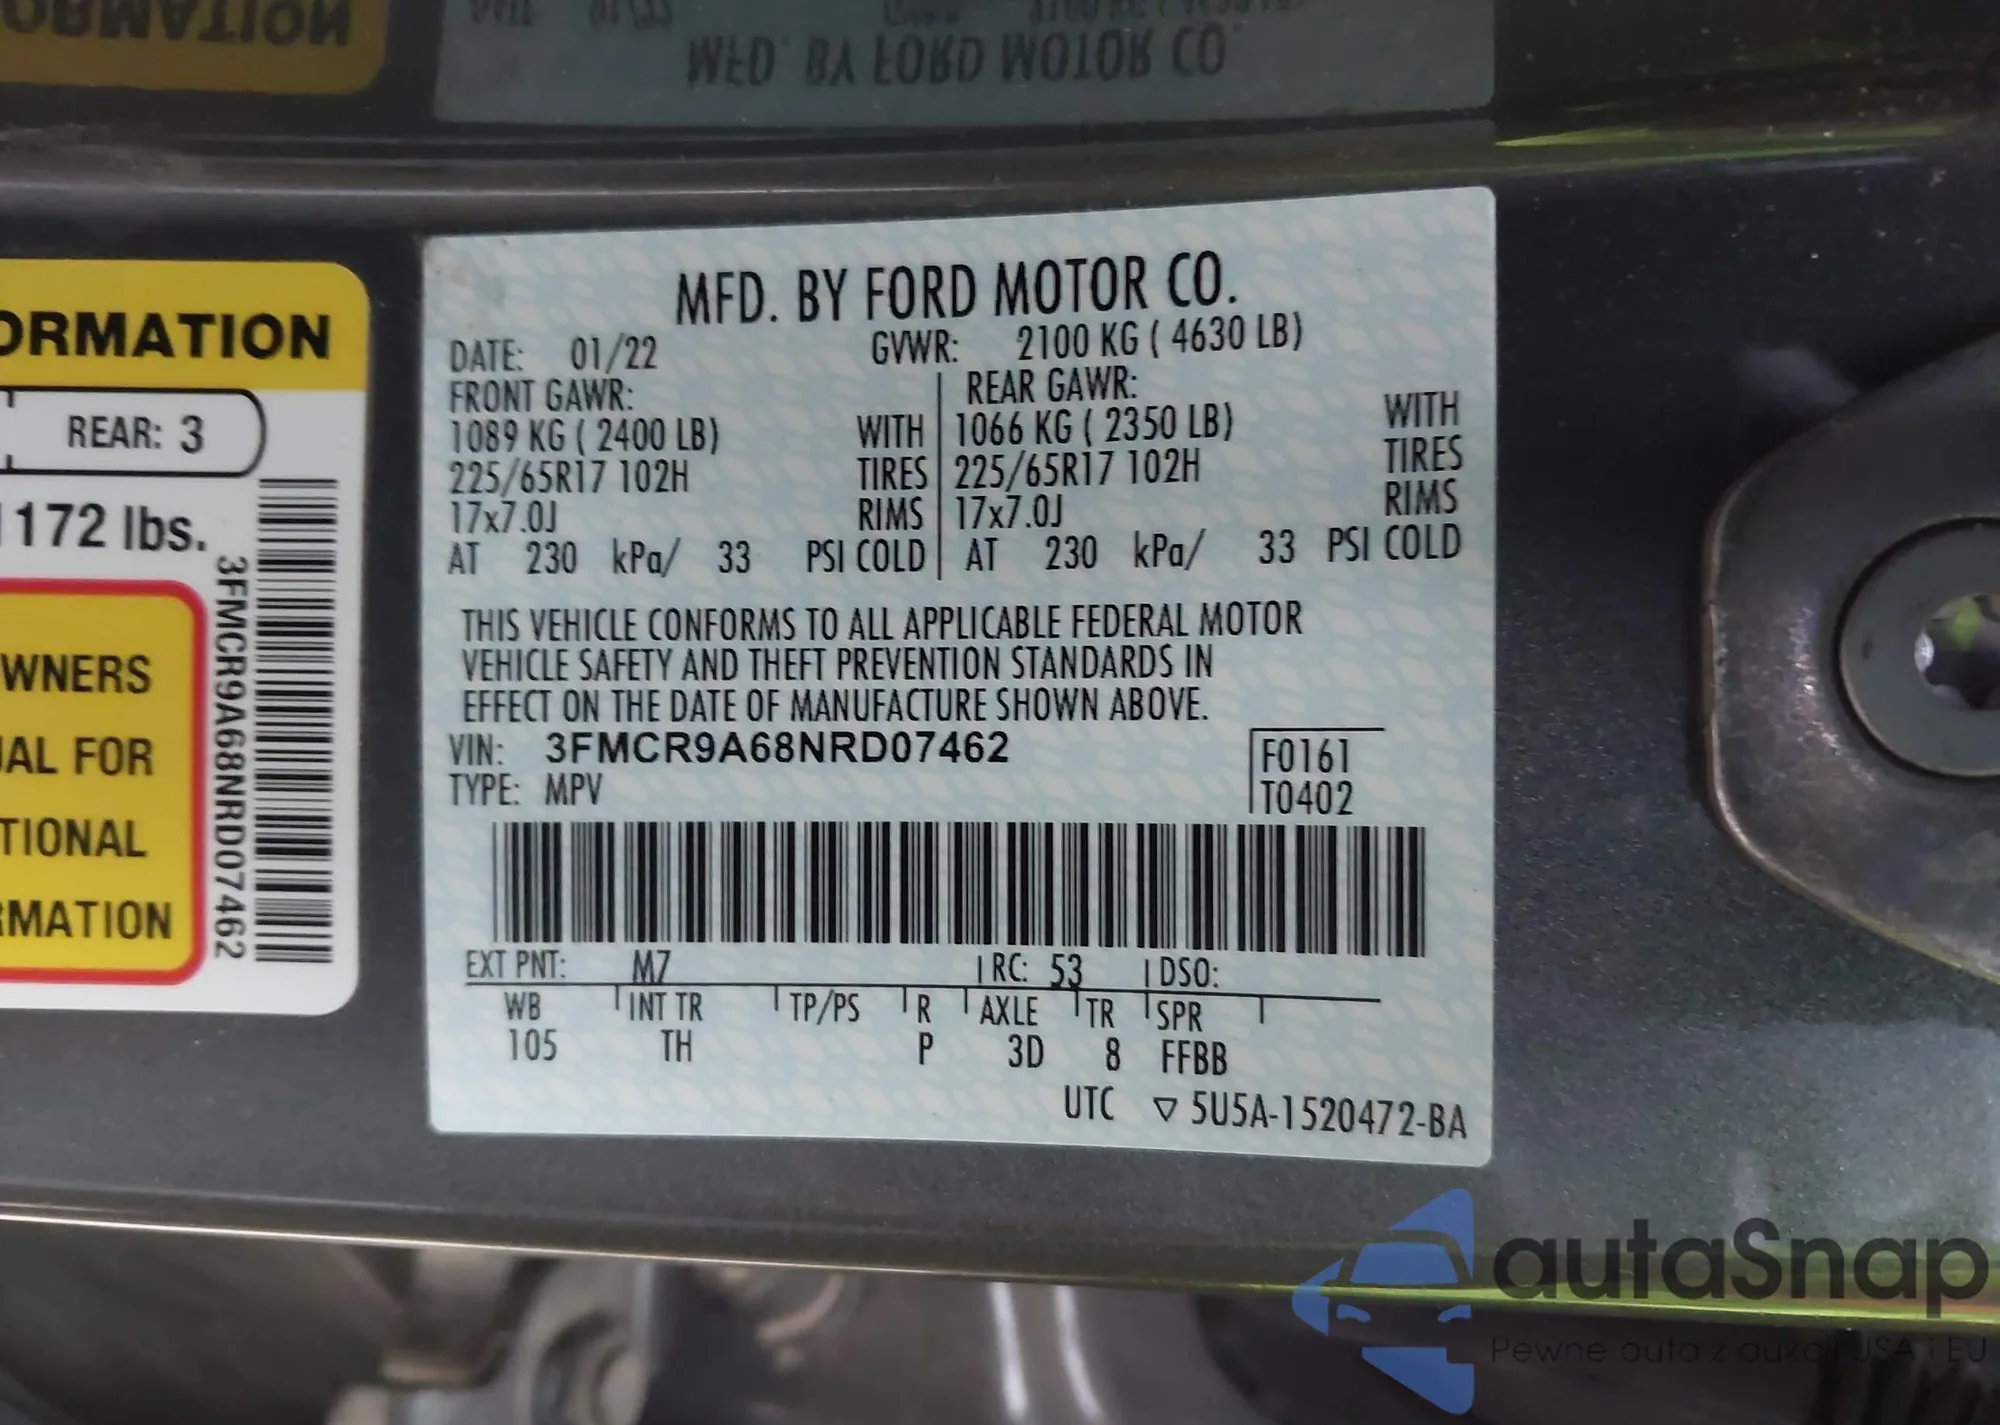 MFD. BY FORD MOTOR CO.
ORMATION
REAR: 3
1172 lbs.
WNERS
AL FOR
TIONAL
RMATION
3FMCR9A68NRD07462
MFD. BY FORD MOTOR CO.
DATE: 01/22 GVWR: 2100 KG ( 4630 LB)
FRONT GAWR: REAR GAWR:
1089 KG ( 2400 LB) WITH 1066 KG ( 2350 LB) WITH
225/65R17 102H TIRES 225/65R17 102H TIRES
17x7.0J RIMS 17x7.0J RIMS
AT 230 kPa/ 33 PSI COLD AT 230 kPa/ 33 PSI COLD
THIS VEHICLE CONFORMS TO ALL APPLICABLE FEDERAL MOTOR
VEHICLE SAFETY AND THEFT PREVENTION STANDARDS IN
EFFECT ON THE DATE OF MANUFACTURE SHOWN ABOVE.
VIN: 3FMCR9A68NRD07462 F0161
TYPE: MPV T0402
EXT PNT: M7 RC: 53 DSO:
WB INT TR TP/PS R AXLE TR SPR
105 TH P 3D 8 FFBB
UTC ▽ 5U5A-1520472-BA
autaSnap
Pewne auta z aukcji USA i EU